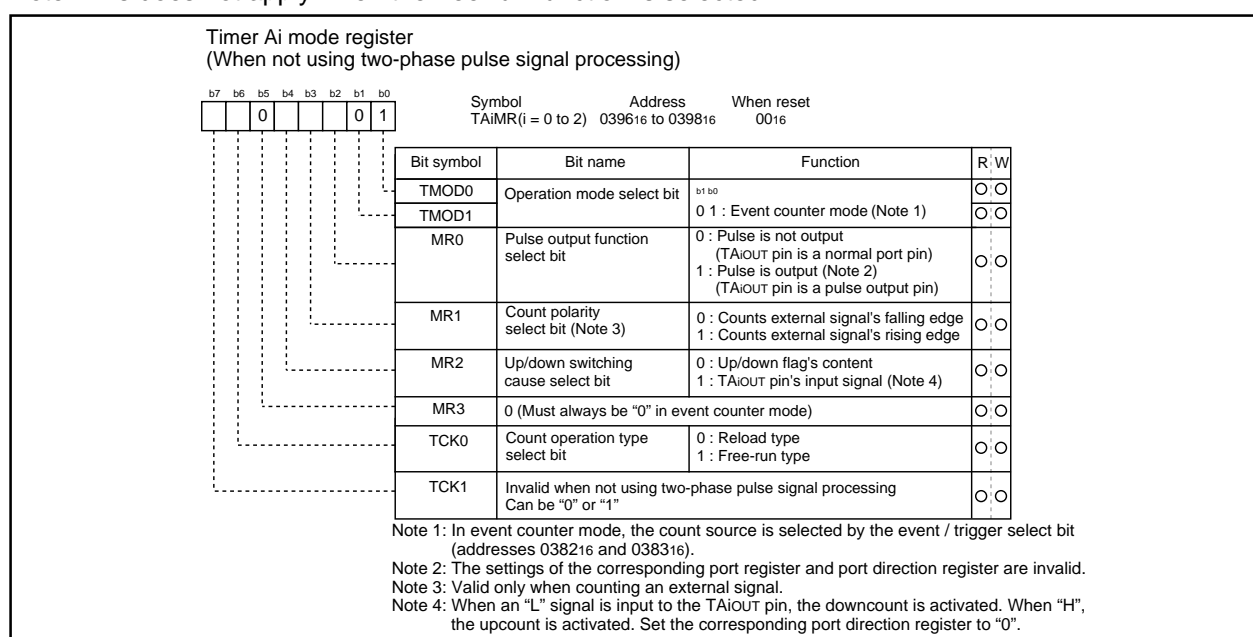 Timer Ai mode register
(When not using two-phase pulse signal processing)
b7 b6 b5 b4 b3 b2 b1 b0
0 0 1
Symbol Address When reset
TAiMR(i = 0 to 2) 039616 to 039816 0016
Bit symbol Bit name Function R W
TMOD0 Operation mode select bit b1 b0
TMOD1 0 1 : Event counter mode (Note 1)
MR0 Pulse output function select bit 0 : Pulse is not output
(TAiOUT pin is a normal port pin)
1 : Pulse is output (Note 2)
(TAiOUT pin is a pulse output pin)
MR1 Count polarity select bit (Note 3) 0 : Counts external signal's falling edge
1 : Counts external signal's rising edge
MR2 Up/down switching cause select bit 0 : Up/down flag's content
1 : TAiOUT pin's input signal (Note 4)
MR3 0 (Must always be “0” in event counter mode)
TCK0 Count operation type select bit 0 : Reload type
1 : Free-run type
TCK1 Invalid when not using two-phase pulse signal processing
Can be “0” or “1”
Note 1: In event counter mode, the count source is selected by the event / trigger select bit
(addresses 038216 and 038316).
Note 2: The settings of the corresponding port register and port direction register are invalid.
Note 3: Valid only when counting an external signal.
Note 4: When an “L” signal is input to the TAiOUT pin, the downcount is activated. When “H”,
the upcount is activated. Set the corresponding port direction register to “0”.